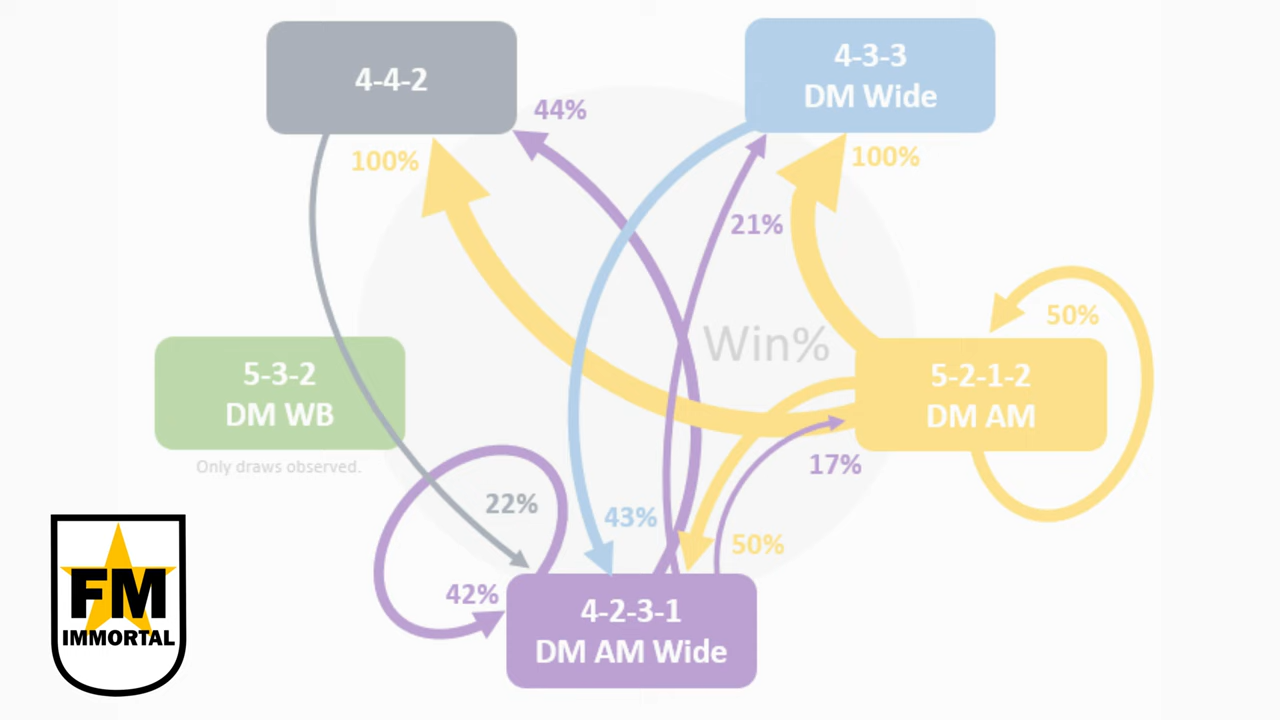 4-4-2
4-3-3
DM Wide
44%
100%
100%
21%
50%
Win%
5-3-2
DM WB
5-2-1-2
DM AM
Only draws observed.
17%
22%
43%
50%
42%
4-2-3-1
DM AM Wide
FM
IMMORTAL